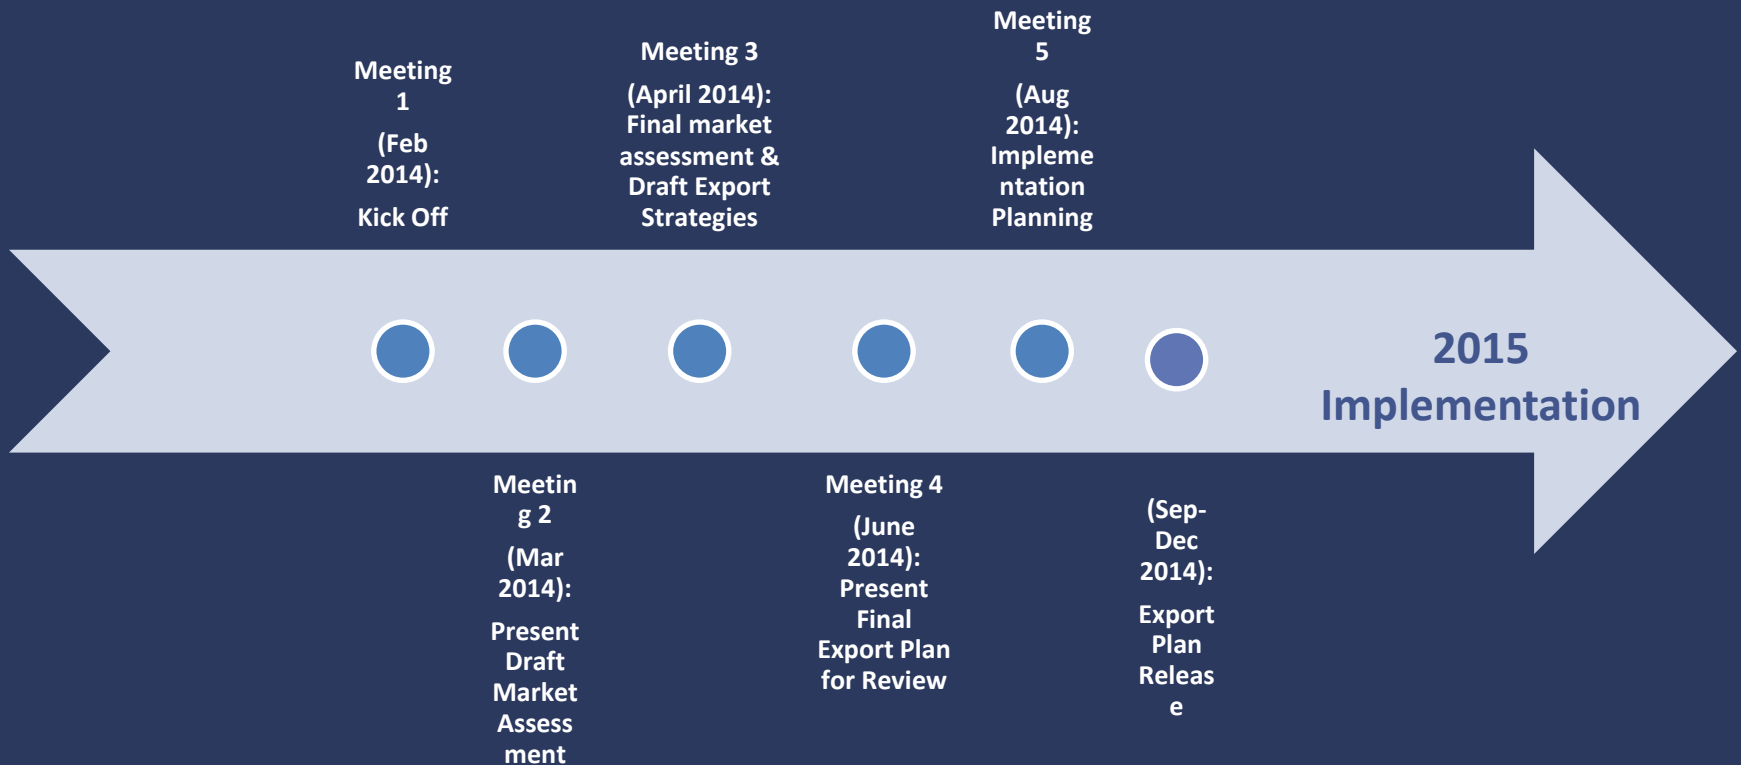 Meeting
1
(Feb
2014):
Kick Off
Meeting 3
(April 2014):
Final market
assessment &
Draft Export
Strategies
Meeting
5
(Aug
2014):
Impleme
ntation
Planning
2015
Implementation
Meetin
g 2
(Mar
2014):
Present
Draft
Market
Assess
ment
Meeting 4
(June
2014):
Present
Final
Export Plan
for Review
(Sep-
Dec
2014):
Export
Plan
Releas
e